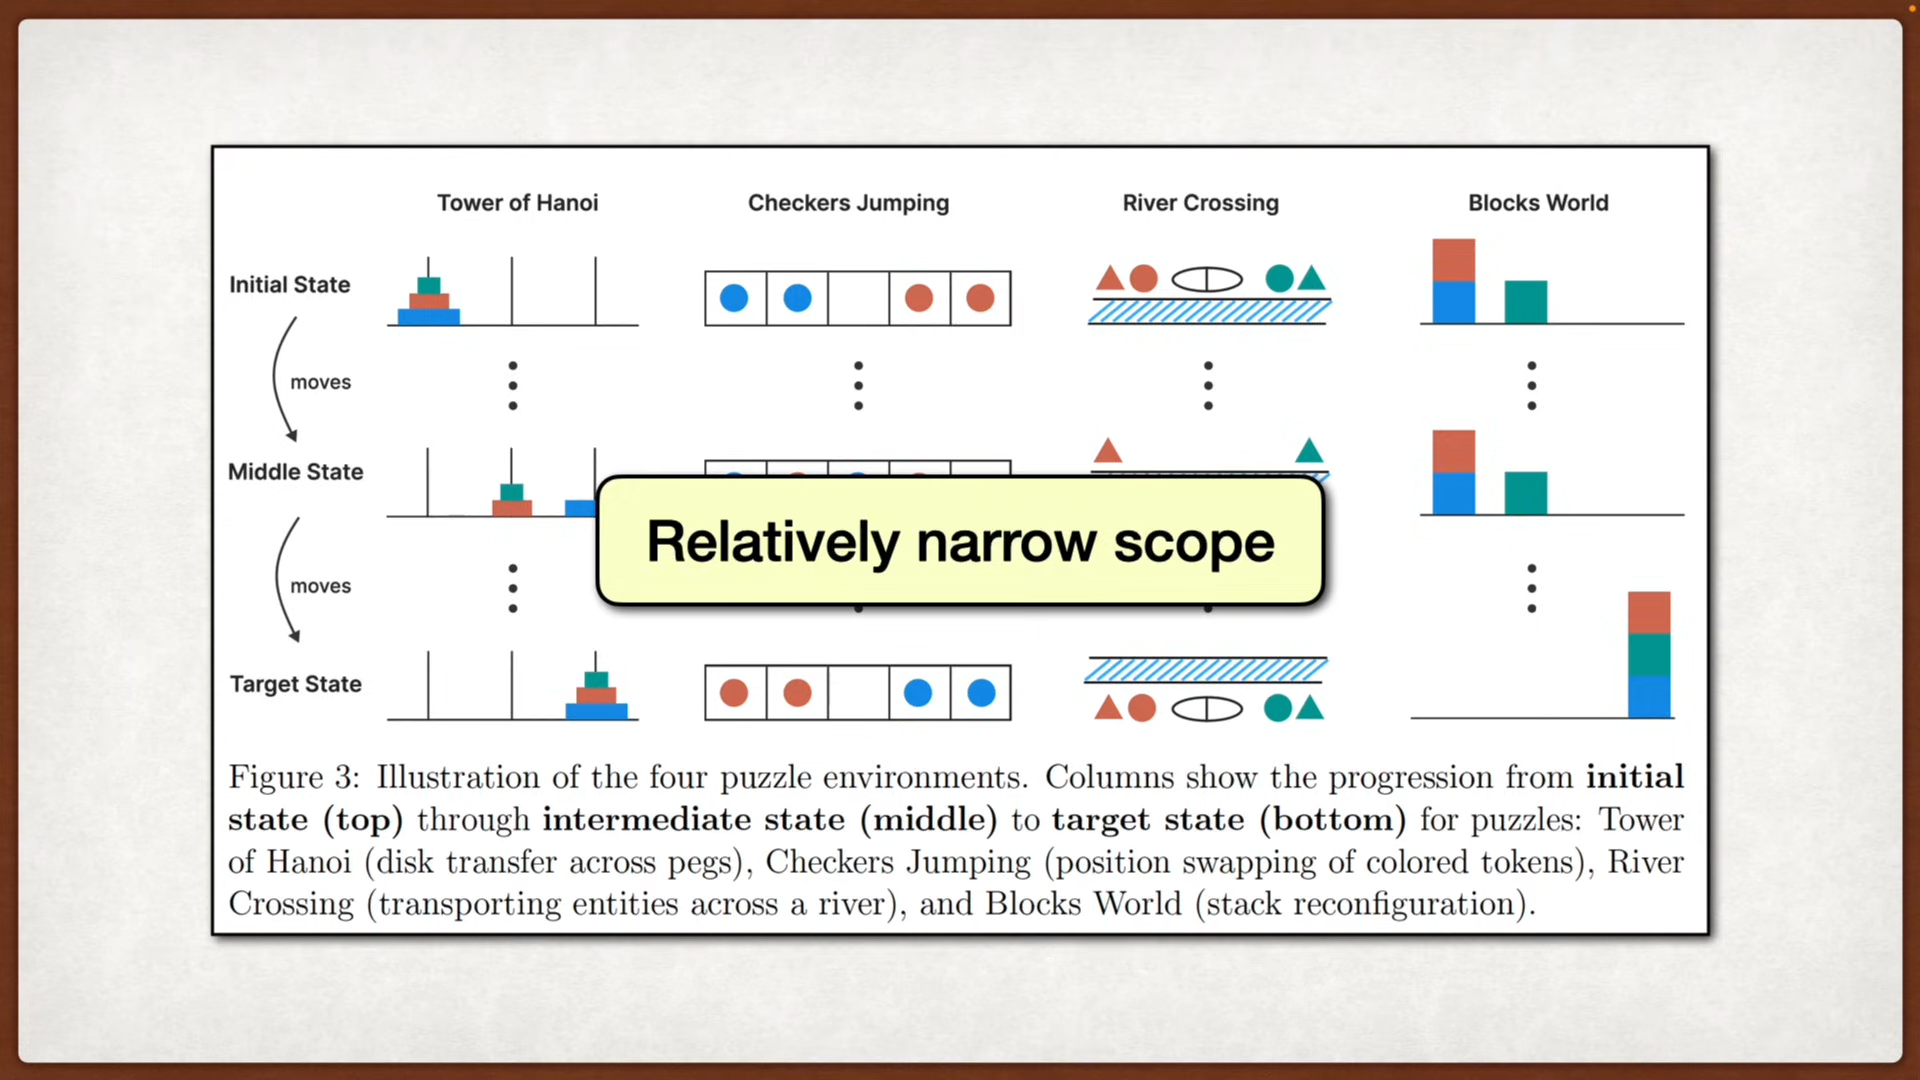 Tower of Hanoi
Checkers Jumping
River Crossing
Blocks World
Initial State
moves
Middle State
Relatively narrow scope
moves
Target State
Figure 3: Illustration of the four puzzle environments. Columns show the progression from initial
state (top) through intermediate state (middle) to target state (bottom) for puzzles: Tower
of Hanoi (disk transfer across pegs), Checkers Jumping (position swapping of colored tokens), River
Crossing (transporting entities across a river), and Blocks World (stack reconfiguration).